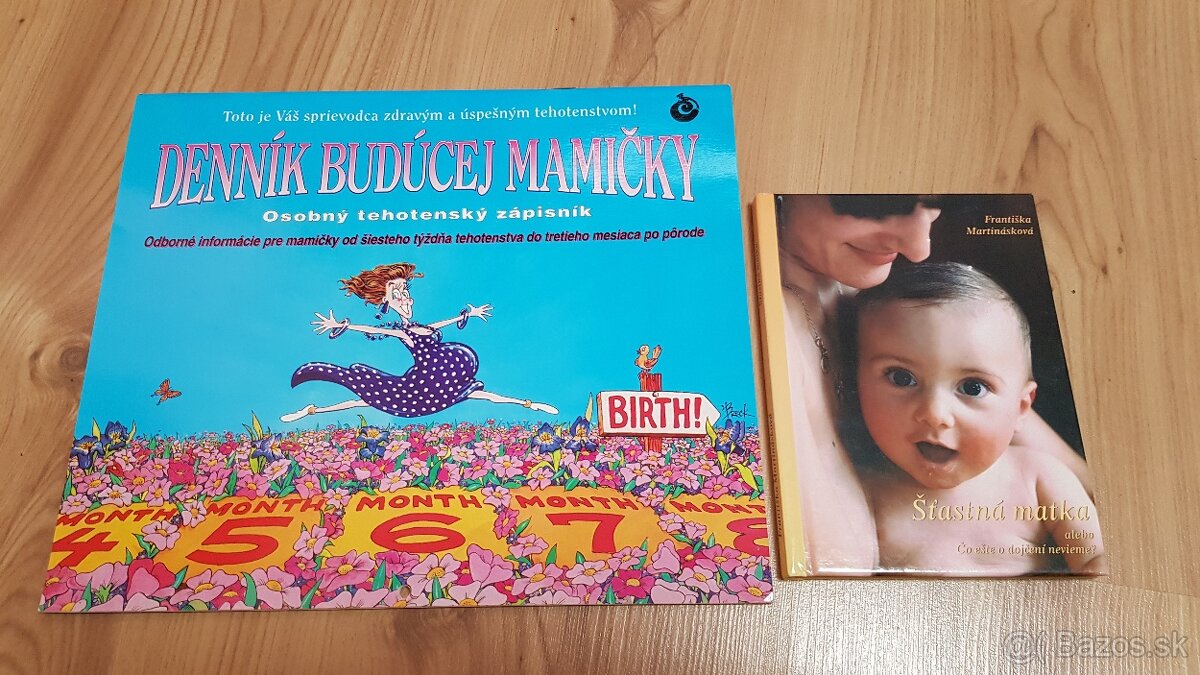 Toto je Váš sprievodca zdravým a úspešným tehotenstvom!
DENNÍK BUDÚCEJ MAMIČKY
Osobný tehotenský zápisník
Odborné informácie pre mamičky od šiesteho týždňa tehotenstva do tretieho mesiaca po pôrode
BIRTH!
MONTH MONTH MONTH MONTH
4 5 6 7 8
Františka
Martinásková
Šťastná matka
alebo
Čo ešte o dojčení nevieme?
Bazos.sk